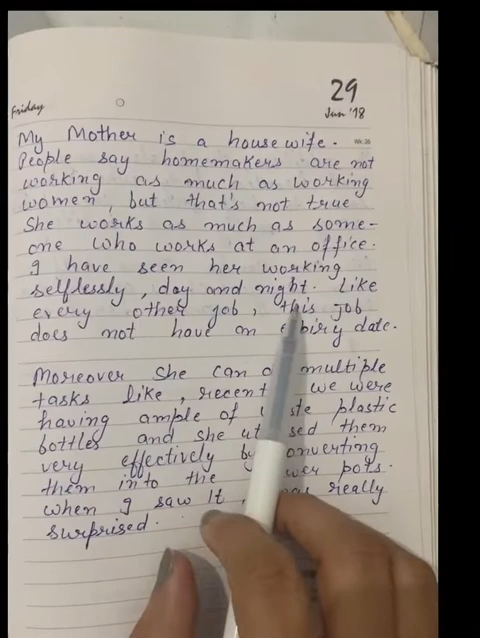 Friday
29
Jun '18
Wk 26
My Mother is a housewife.
People say homemakers are not
working as much as working
women, but that's not true
She works as much as some-
one who works at an office.
I have seen her working
selflessly, day and night. Like
every other job, this job
does not have an expiry date.
Moreover she can multiple
tasks like, recent we were
having ample of plastic
bottles and she them
very effectively by converting
them into the pots.
when I saw it, really
surprised.